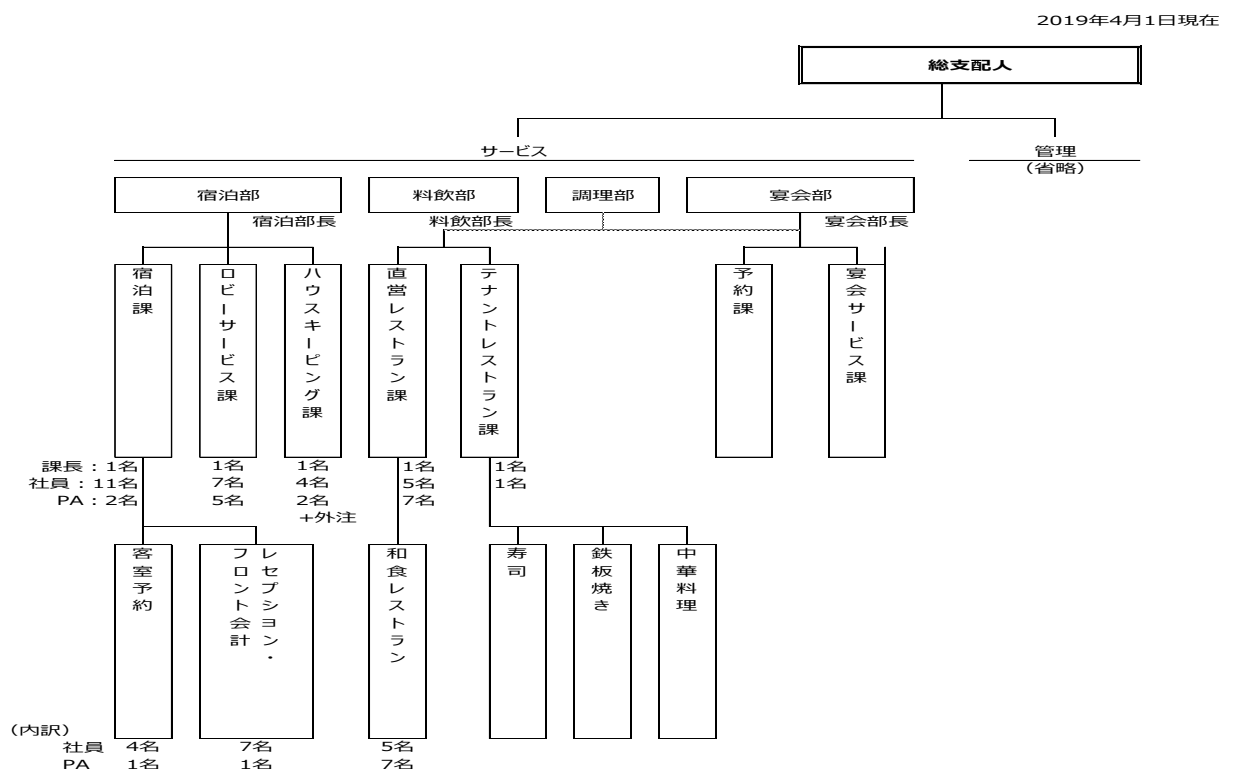 2019年4月1日現在
総支配人
サービス
管理
(省略)
宿泊部
料飲部
調理部
宴会部
宿泊部長
料飲部長
宴会部長
宿泊課
ロビーサービス課
ハウスキーピング課
直営レストラン課
テナントレストラン課
予約課
宴会サービス課
課長：1名 1名 1名 1名 1名
社員：11名 7名 4名 5名 1名
PA：2名 5名 2名 7名
+外注
客室予約
レセプション・
フロント会計
和食レストラン
寿司
鉄板焼き
中華料理
(内訳)
社員 4名 7名 5名
PA 1名 1名 7名